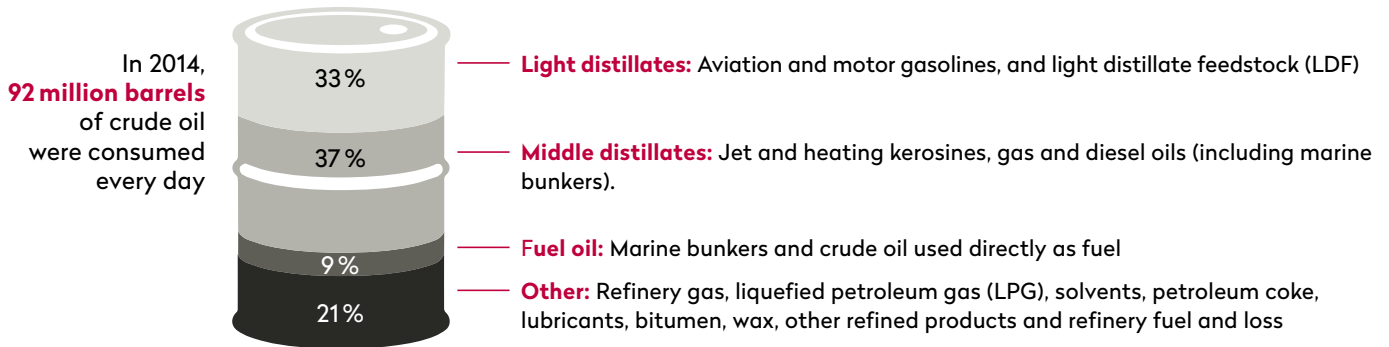 In 2014,
92 million barrels
of crude oil
were consumed
every day
33 %
Light distillates: Aviation and motor gasolines, and light distillate feedstock (LDF)
37 %
Middle distillates: Jet and heating kerosines, gas and diesel oils (including marine
bunkers).
9 %
Fuel oil: Marine bunkers and crude oil used directly as fuel
21 %
Other: Refinery gas, liquefied petroleum gas (LPG), solvents, petroleum coke,
lubricants, bitumen, wax, other refined products and refinery fuel and loss